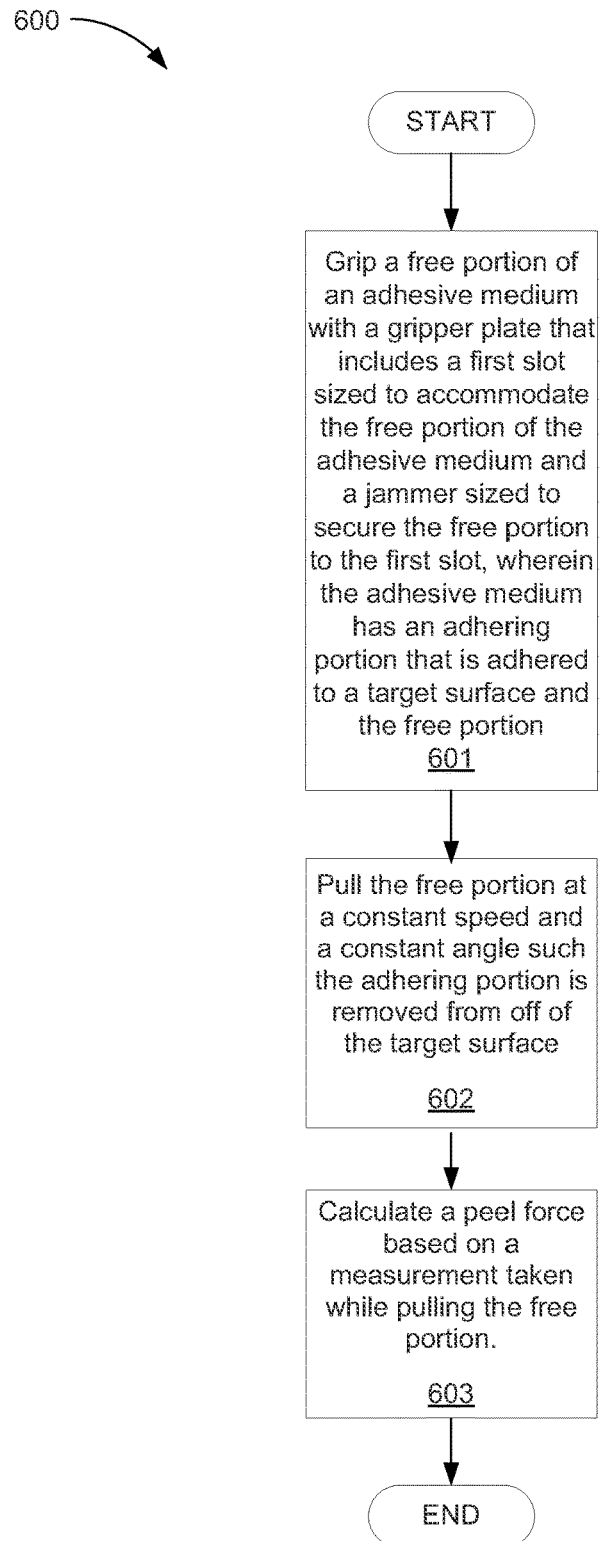 600
START
Grip a free portion of
an adhesive medium
with a gripper plate that
includes a first slot
sized to accommodate
the free portion of the
adhesive medium and
a jammer sized to
secure the free portion
to the first slot, wherein
the adhesive medium
has an adhering
portion that is adhered
to a target surface and
the free portion
601
Pull the free portion at
a constant speed and
a constant angle such
the adhering portion is
removed from off of
the target surface
602
Calculate a peel force
based on a
measurement taken
while pulling the free
portion.
603
END